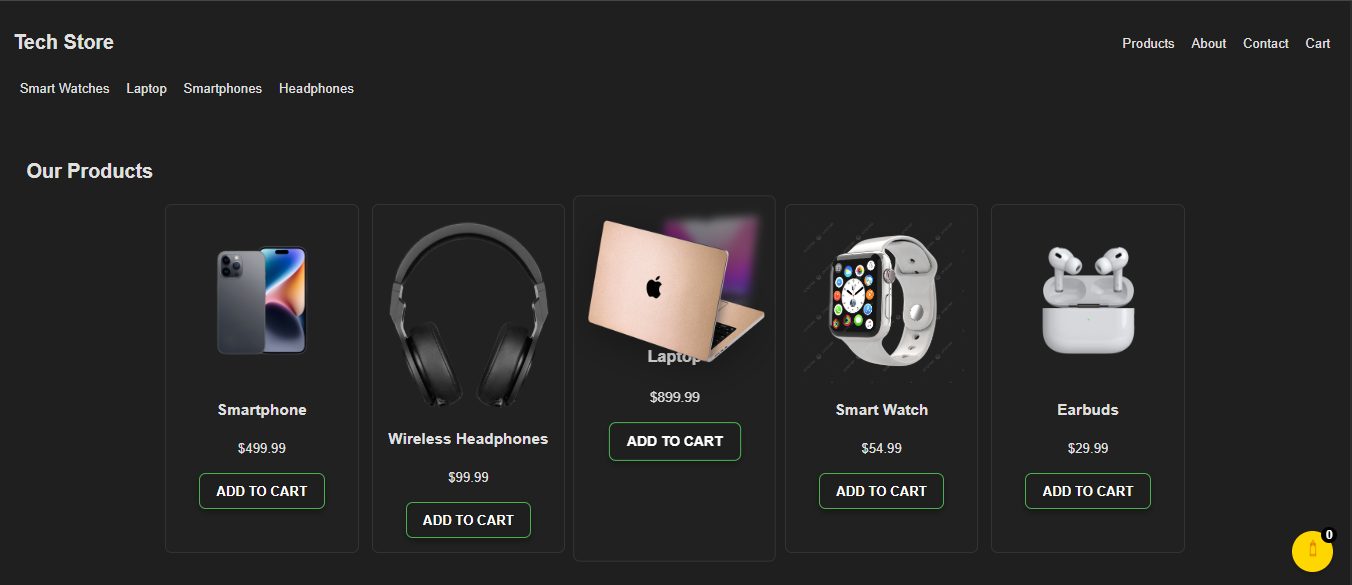 Tech Store
Products About Contact Cart
Smart Watches Laptop Smartphones Headphones
Our Products
Smartphone
$499.99
ADD TO CART
Wireless Headphones
$99.99
ADD TO CART
Laptop
$899.99
ADD TO CART
Smart Watch
$54.99
ADD TO CART
Earbuds
$29.99
ADD TO CART
0